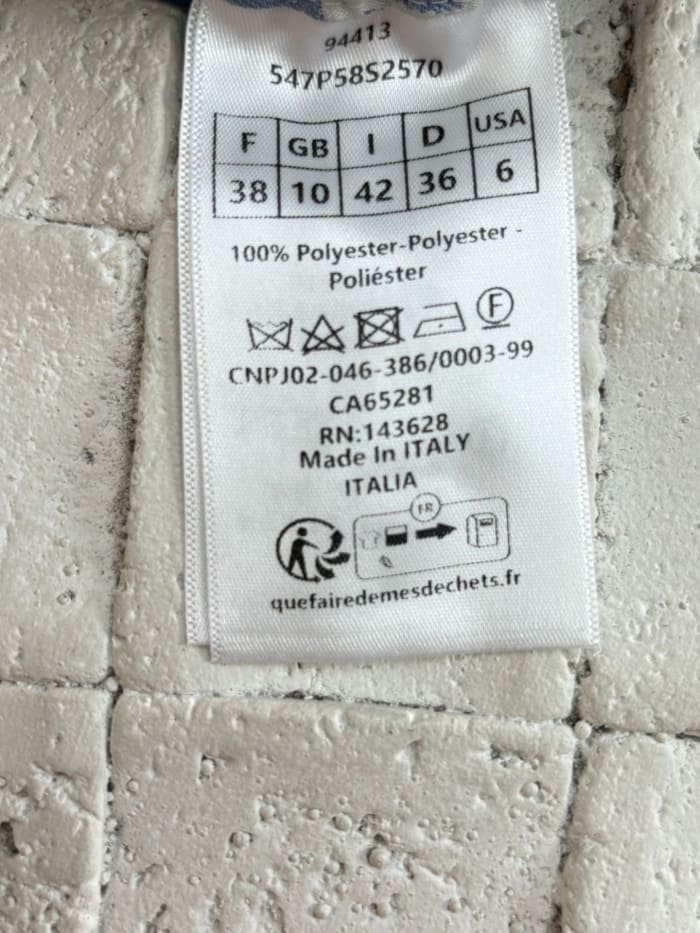 94413
547P58S2570
F GB I D USA
38 10 42 36 6
100% Polyester-Polyester -
Poliéster
F
CNPJ02-046-386/0003-99
CA65281
RN:143628
Made In ITALY
ITALIA
FR
quefairedemesdechets.fr